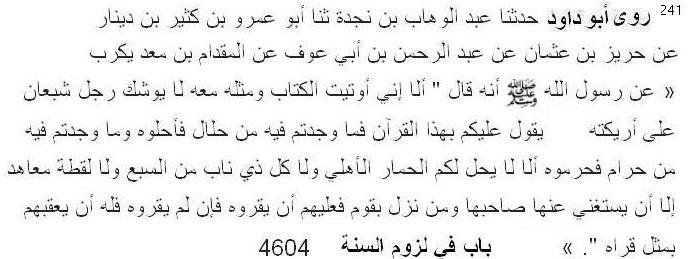 241 روى أبو داود حدثنا عبد الوهاب بن نجدة ثنا أبو عمرو بن كثير بن دينار
عن حريز بن عثمان عن عبد الرحمن بن أبي عوف عن المقدام بن معد يكرب
« عن رسول الله ﷺ أنه قال " ألا إني أوتيت الكتاب ومثله معه لا يوشك رجل شبعان
على أريكته يقول عليكم بهذا القرآن فما وجدتم فيه من حلال فأحلوه وما وجدتم فيه
من حرام فحرموه ألا لا يحل لكم الحمار الأهلي ولا كل ذي ناب من السبع ولا لقطة معاهد
إلا أن يستغني عنها صاحبها ومن نزل بقوم فعليهم أن يقروه فإن لم يقروه فله أن يعقبهم
بمثل قراه ". » باب في لزوم السنة 4604